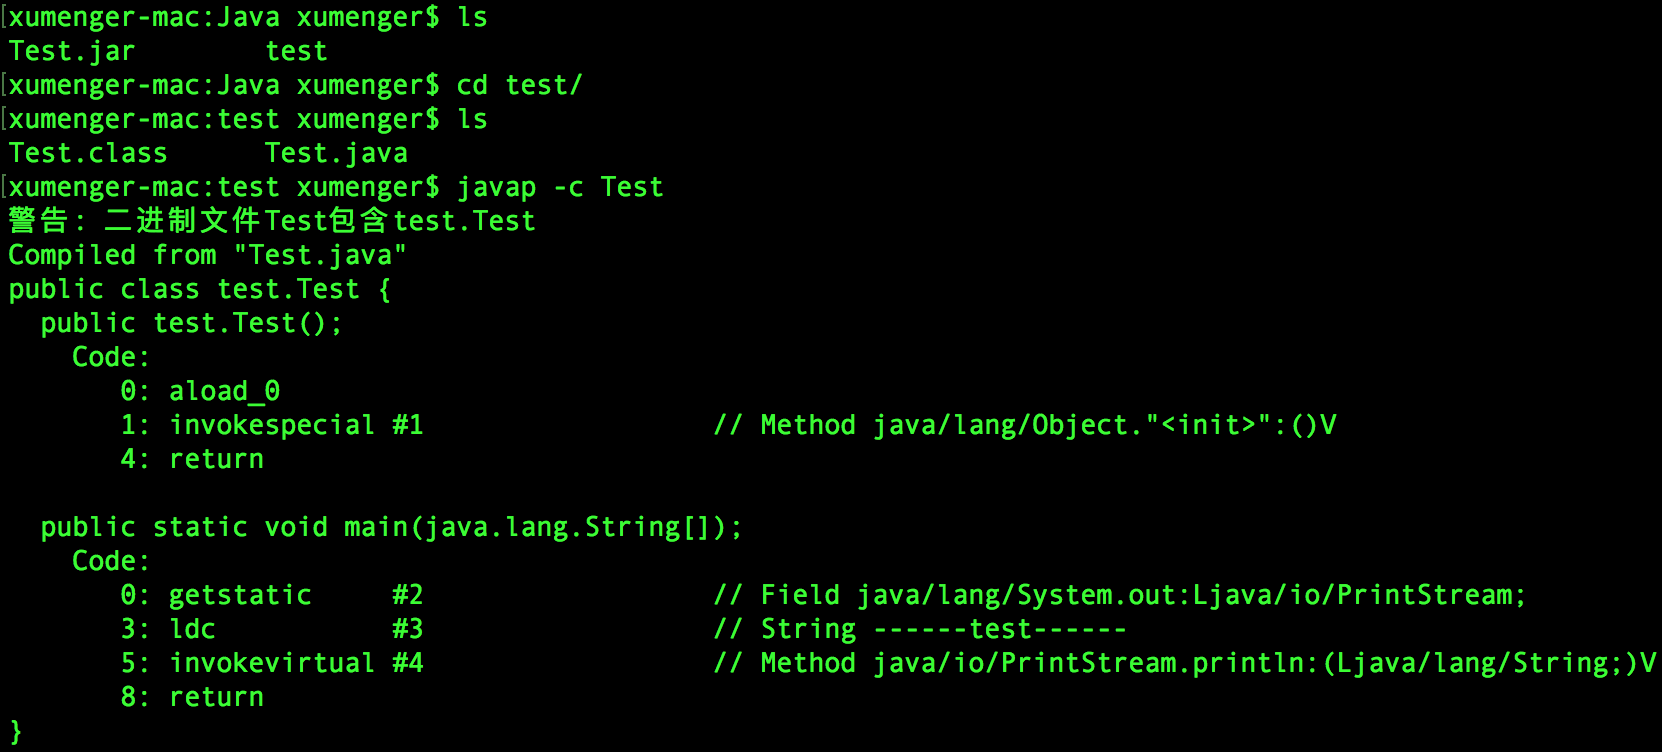 [xumenger-mac:Java xumenger$ ls
Test.jar        test
[xumenger-mac:Java xumenger$ cd test/
[xumenger-mac:test xumenger$ ls
Test.class      Test.java
[xumenger-mac:test xumenger$ javap -c Test
警告: 二进制文件Test包含test.Test
Compiled from "Test.java"
public class test.Test {
  public test.Test();
    Code:
       0: aload_0
       1: invokespecial #1                  // Method java/lang/Object."<init>":()V
       4: return

  public static void main(java.lang.String[]);
    Code:
       0: getstatic     #2                  // Field java/lang/System.out:Ljava/io/PrintStream;
       3: ldc           #3                  // String ------test------
       5: invokevirtual #4                  // Method java/io/PrintStream.println:(Ljava/lang/String;)V
       8: return
}